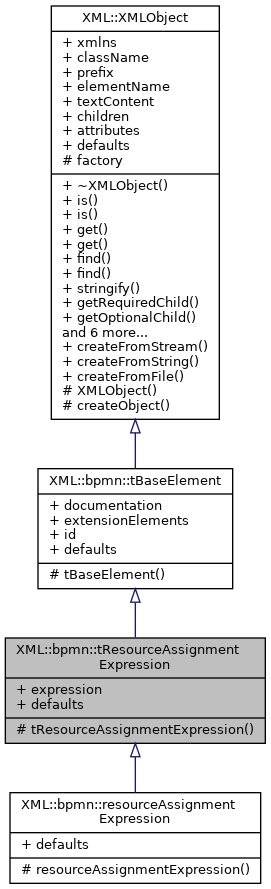 XML::XMLObject
+ xmlns
+ className
+ prefix
+ elementName
+ textContent
+ children
+ attributes
+ defaults
# factory
+ ~XMLObject()
+ is()
+ is()
+ get()
+ get()
+ find()
+ find()
+ stringify()
+ getRequiredChild()
+ getOptionalChild()
and 6 more...
+ createFromStream()
+ createFromString()
+ createFromFile()
# XMLObject()
# createObject()
XML::bpmn::tBaseElement
+ documentation
+ extensionElements
+ id
+ defaults
# tBaseElement()
XML::bpmn::tResourceAssignment
Expression
+ expression
+ defaults
# tResourceAssignmentExpression()
XML::bpmn::resourceAssignment
Expression
+ defaults
# resourceAssignmentExpression()